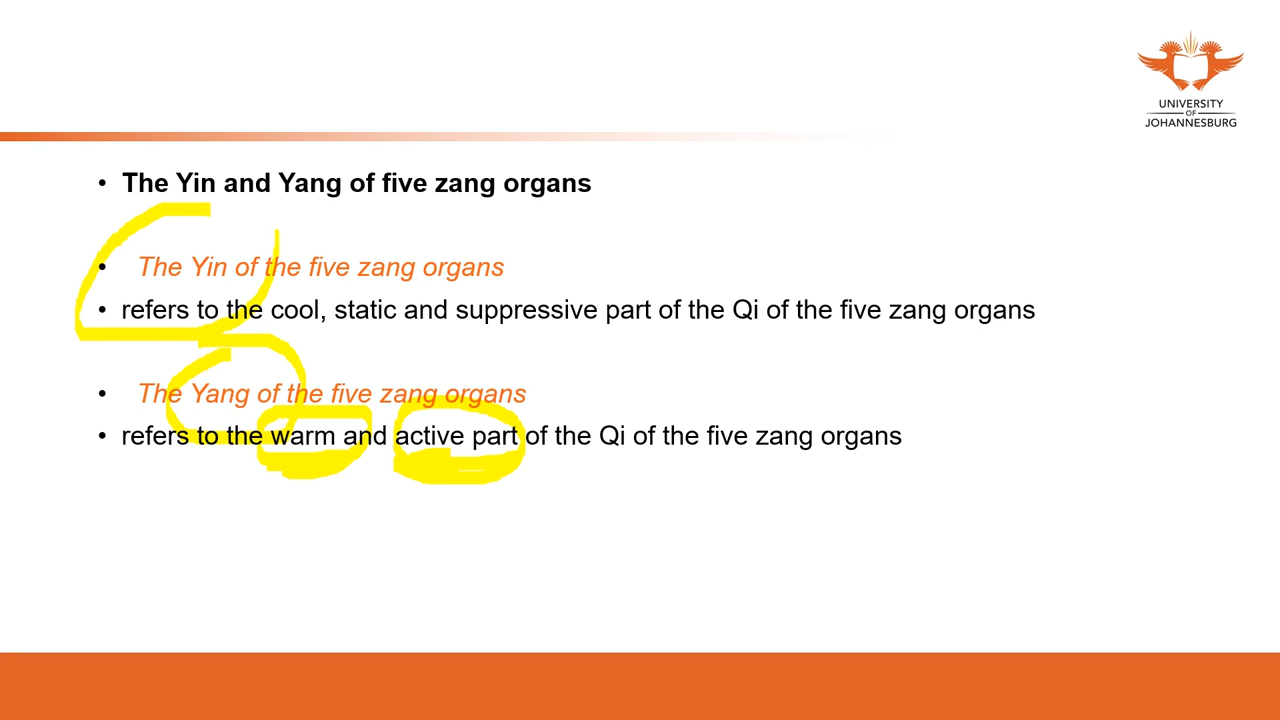 UNIVERSITY
OF
JOHANNESBURG
• The Yin and Yang of five zang organs
• The Yin of the five zang organs
• refers to the cool, static and suppressive part of the Qi of the five zang organs
• The Yang of the five zang organs
• refers to the warm and active part of the Qi of the five zang organs